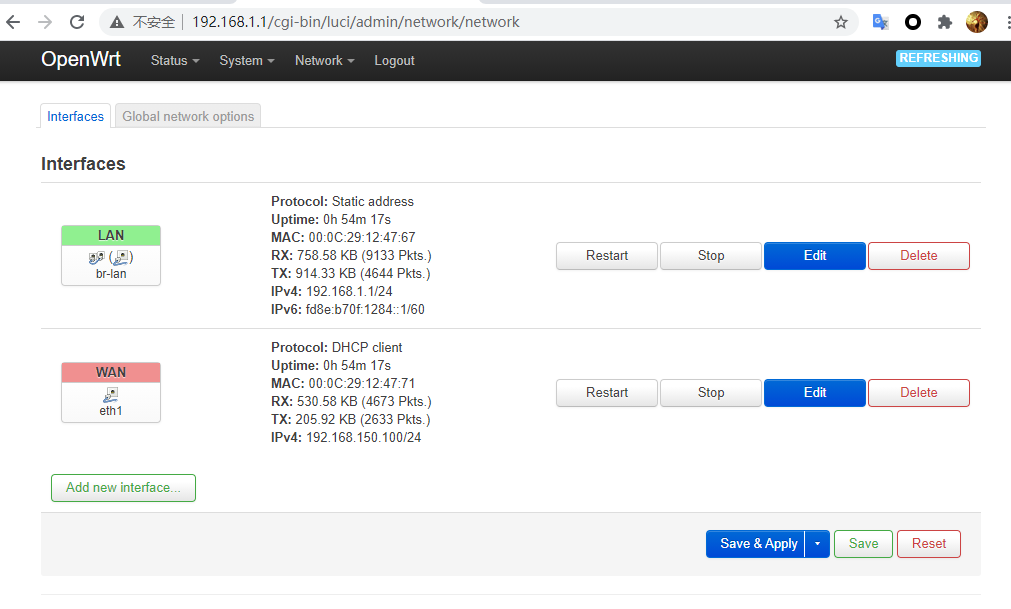 不安全 | 192.168.1.1/cgi-bin/luci/admin/network/network
OpenWrt Status System Network Logout REFRESHING
Interfaces Global network options
Interfaces
Protocol: Static address
Uptime: 0h 54m 17s
MAC: 00:0C:29:12:47:67
RX: 758.58 KB (9133 Pkts.)
TX: 914.33 KB (4644 Pkts.)
IPv4: 192.168.1.1/24
IPv6: fd8e:b70f:1284::1/60
LAN
( )
br-lan
Restart Stop Edit Delete
Protocol: DHCP client
Uptime: 0h 54m 17s
MAC: 00:0C:29:12:47:71
RX: 530.58 KB (4673 Pkts.)
TX: 205.92 KB (2633 Pkts.)
IPv4: 192.168.150.100/24
WAN
eth1
Restart Stop Edit Delete
Add new interface...
Save & Apply Save Reset